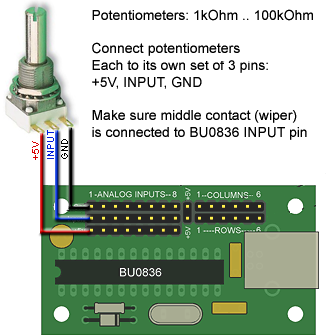 Potentiometers: 1kOhm .. 100kOhm
Connect potentiometers
Each to its own set of 3 pins:
+5V, INPUT, GND
Make sure middle contact (wiper)
is connected to BU0836 INPUT pin
+5V
INPUT
GND
1-ANALOG INPUTS--8
+5V
1--COLUMNS--6
+5V
1 ----ROWS----6
BU0836